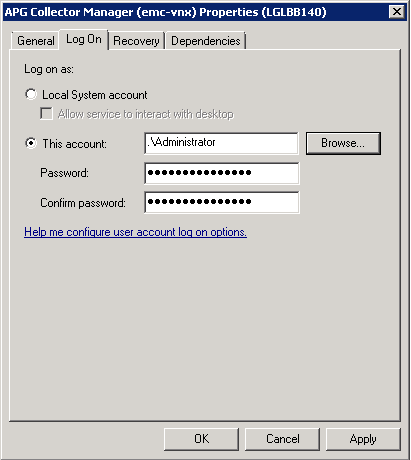 APG Collector Manager (emc-vnx) Properties (LGLBB140)
General Log On Recovery Dependencies
Log on as:
Local System account
Allow service to interact with desktop
This account: .\Administrator Browse...
Password: ●●●●●●●●●●●●●●●
Confirm password: ●●●●●●●●●●●●●●●
Help me configure user account log on options.
OK Cancel Apply